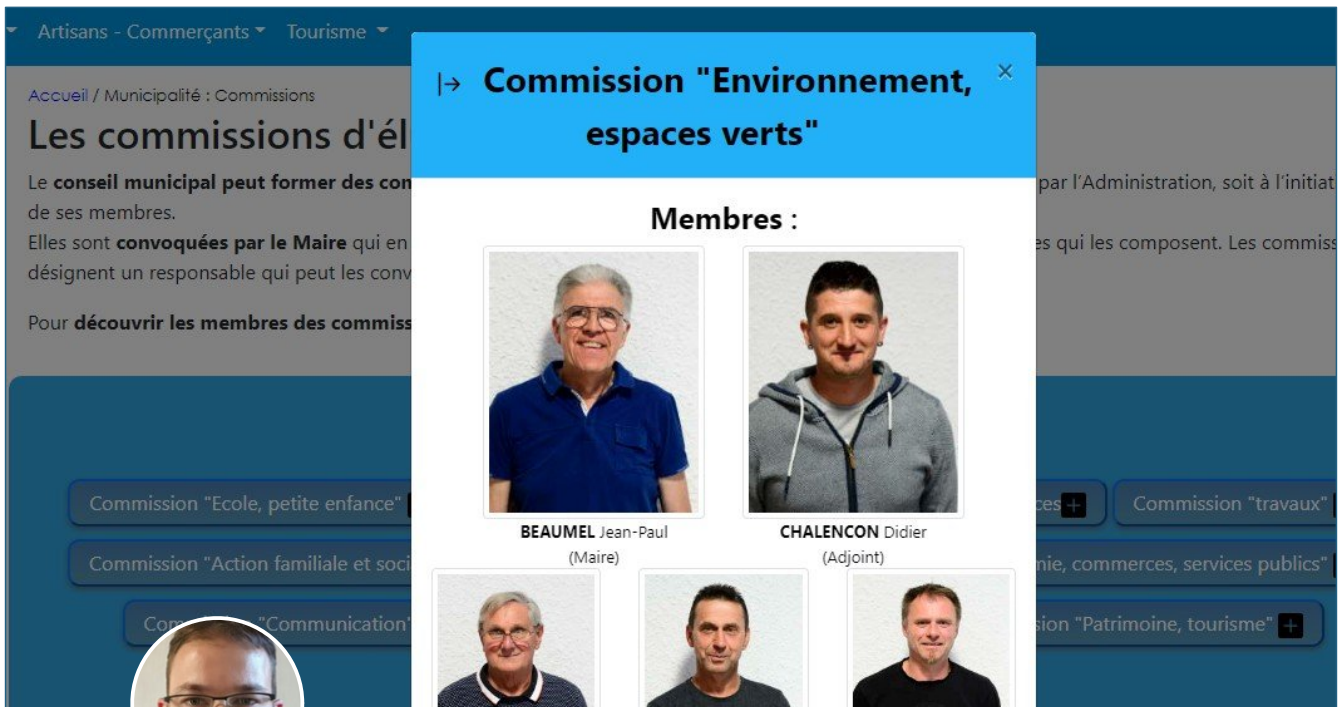 Artisans - Commerçants Tourisme
Accueil / Municipalité : Commissions
Les commissions d'él
Le conseil municipal peut former des con
par l'Administration, soit à l'initiat
de ses membres.
Elles sont convoquées par le Maire qui en
es qui les composent. Les commiss
désignent un responsable qui peut les conv
Pour découvrir les membres des commiss
|→ Commission "Environnement,
espaces verts"
×
Membres :
BEAUMEL Jean-Paul
(Maire)
CHALENCON Didier
(Adjoint)
Commission "Ecole, petite enfance"
ces +
Commission "travaux"
Commission "Action familiale et soci
mie, commerces, services publics"
Com "Communication"
sion "Patrimoine, tourisme" +